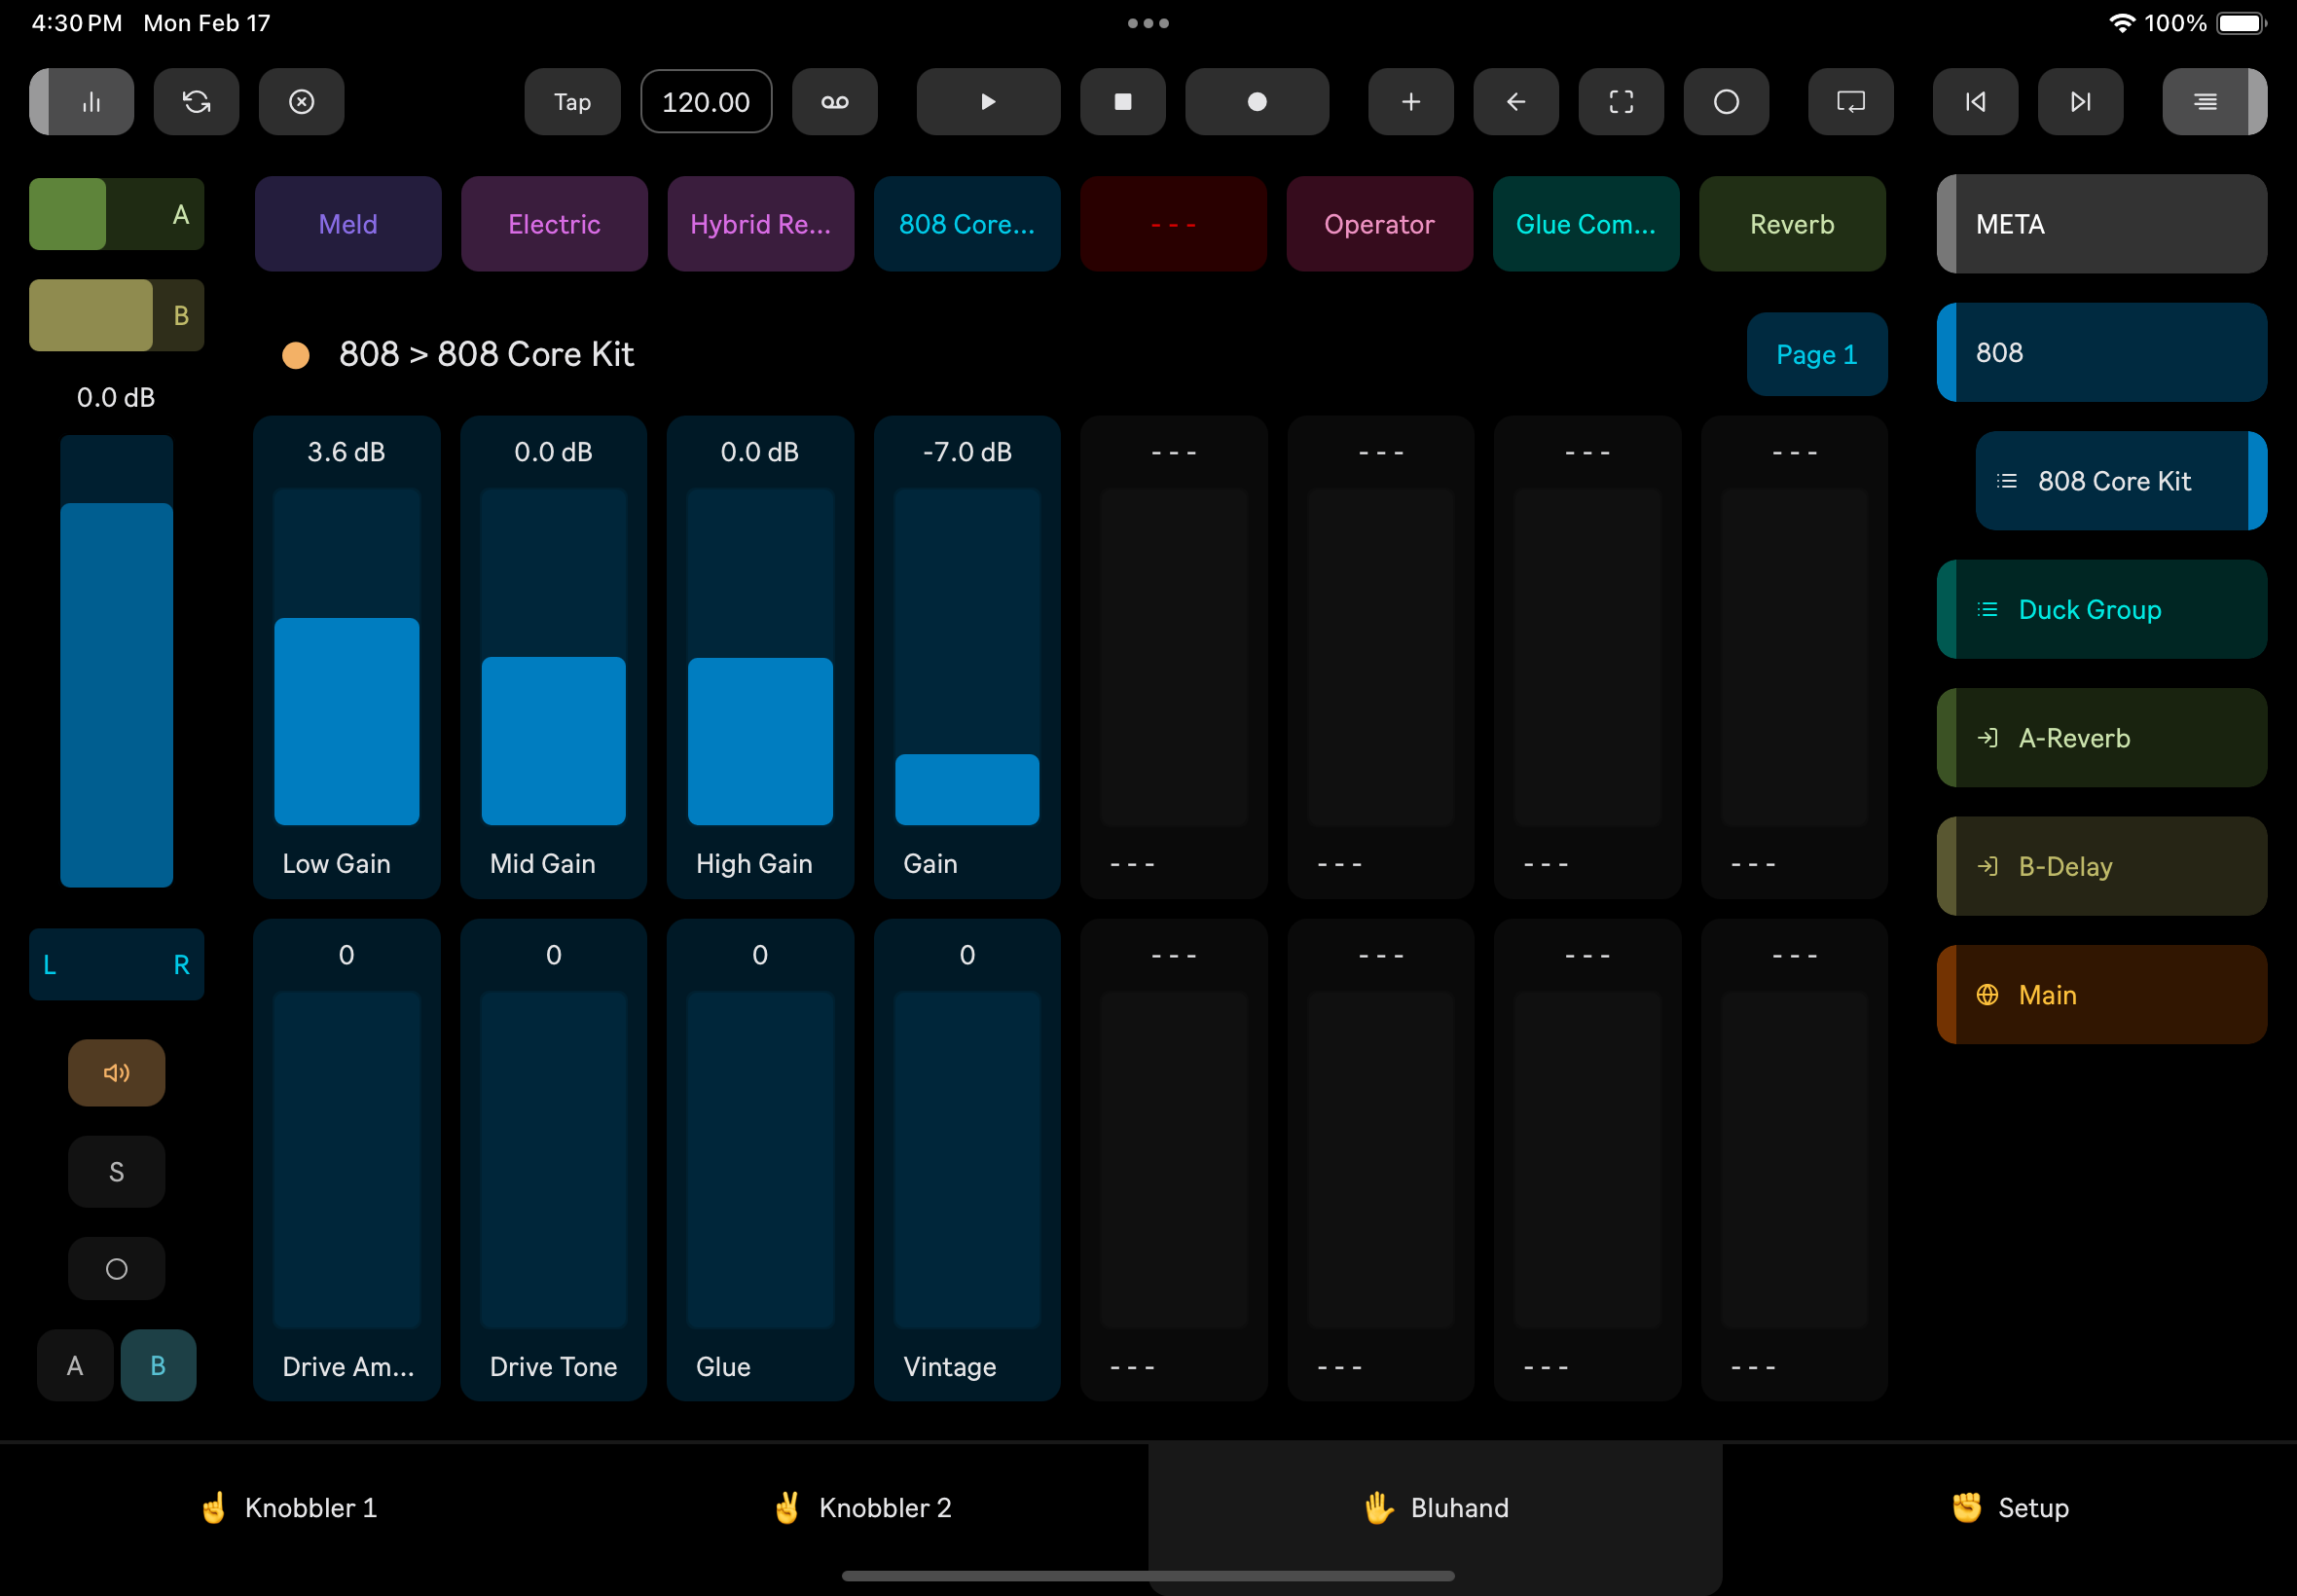 4:30 PM Mon Feb 17 100%
Tap 120.00
A
B
0.0 dB
L R
S
A B
Meld Electric Hybrid Re... 808 Core... - - - Operator Glue Com... Reverb
808 > 808 Core Kit Page 1
3.6 dB 0.0 dB 0.0 dB -7.0 dB - - - - - - - - - - - -
Low Gain Mid Gain High Gain Gain - - - - - - - - - - - -
0 0 0 0 - - - - - - - - - - - -
Drive Am... Drive Tone Glue Vintage - - - - - - - - - - - -
META
808
808 Core Kit
Duck Group
A-Reverb
B-Delay
Main
☝️ Knobbler 1 ✌️ Knobbler 2 🖐️ Bluhand ✊ Setup